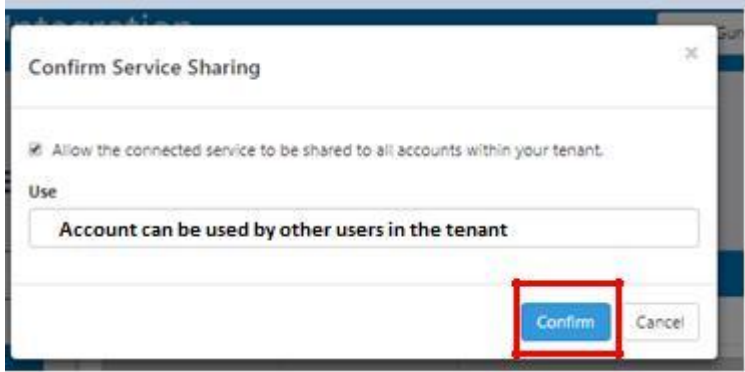 Integration
Confirm Service Sharing
×
Allow the connected service to be shared to all accounts within your tenant.
Use
Account can be used by other users in the tenant
Confirm
Cancel